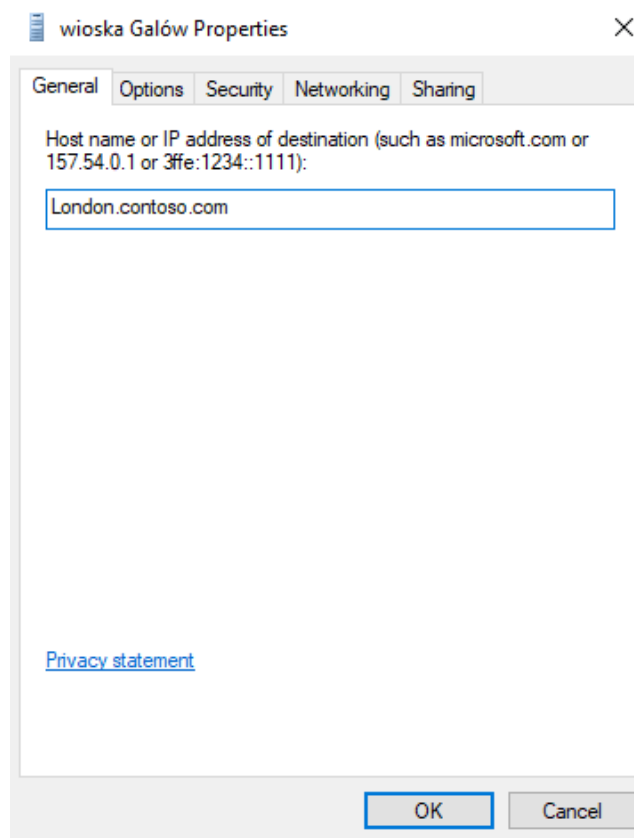 wioska Galów Properties
General Options Security Networking Sharing
Host name or IP address of destination (such as microsoft.com or
157.54.0.1 or 3ffe:1234::1111):
London.contoso.com
Privacy statement
OK Cancel